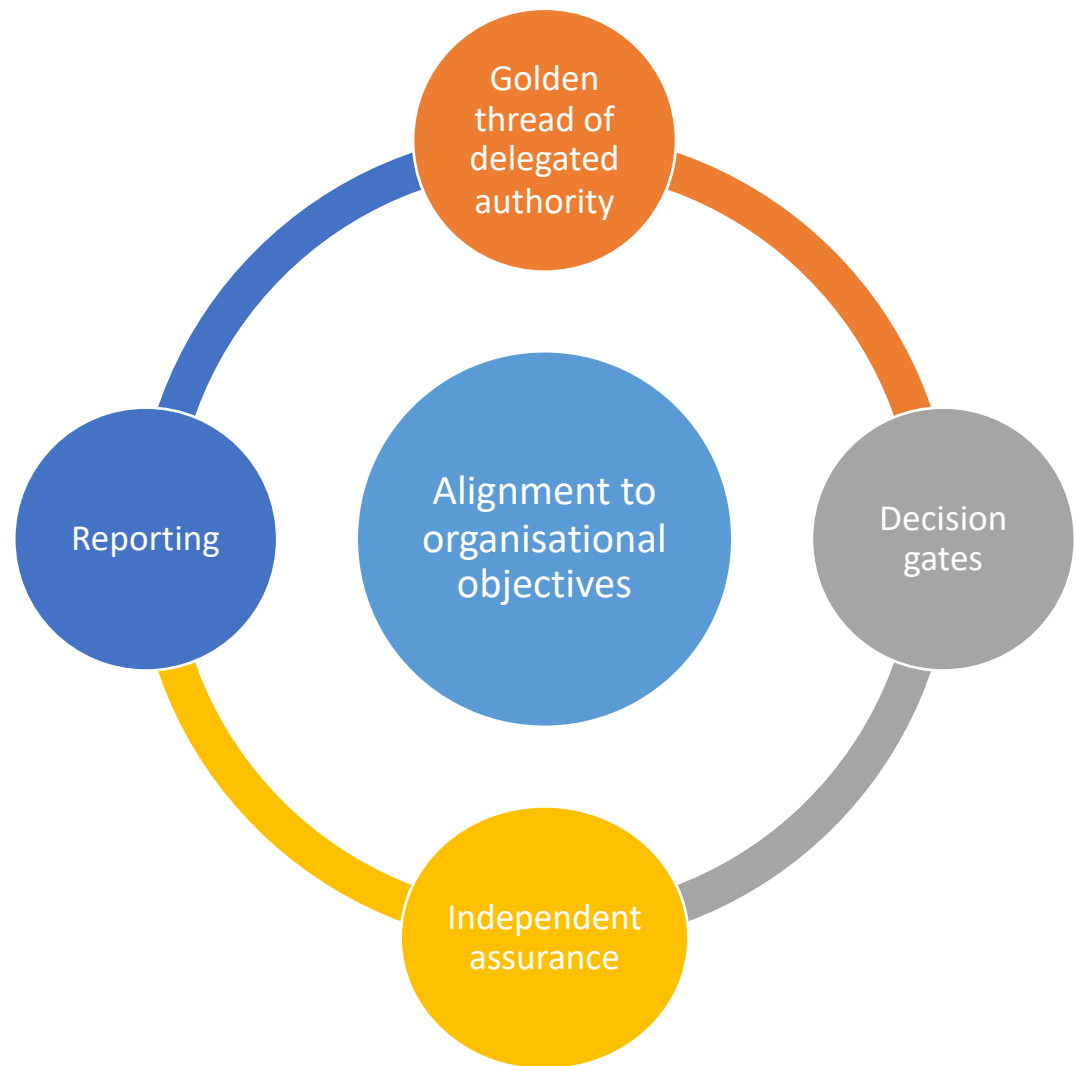 Golden
thread of
delegated
authority
Reporting
Alignment to
organisational
objectives
Decision
gates
Independent
assurance